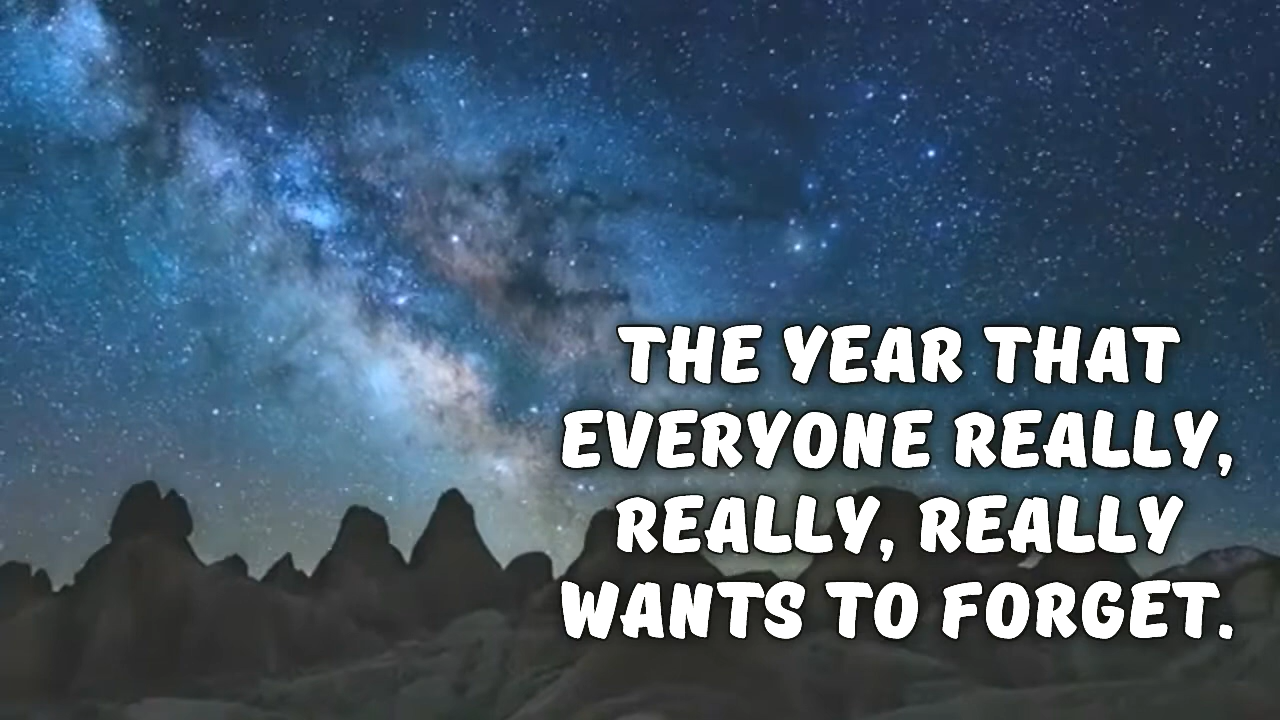 THE YEAR THAT
EVERYONE REALLY,
REALLY, REALLY
WANTS TO FORGET.